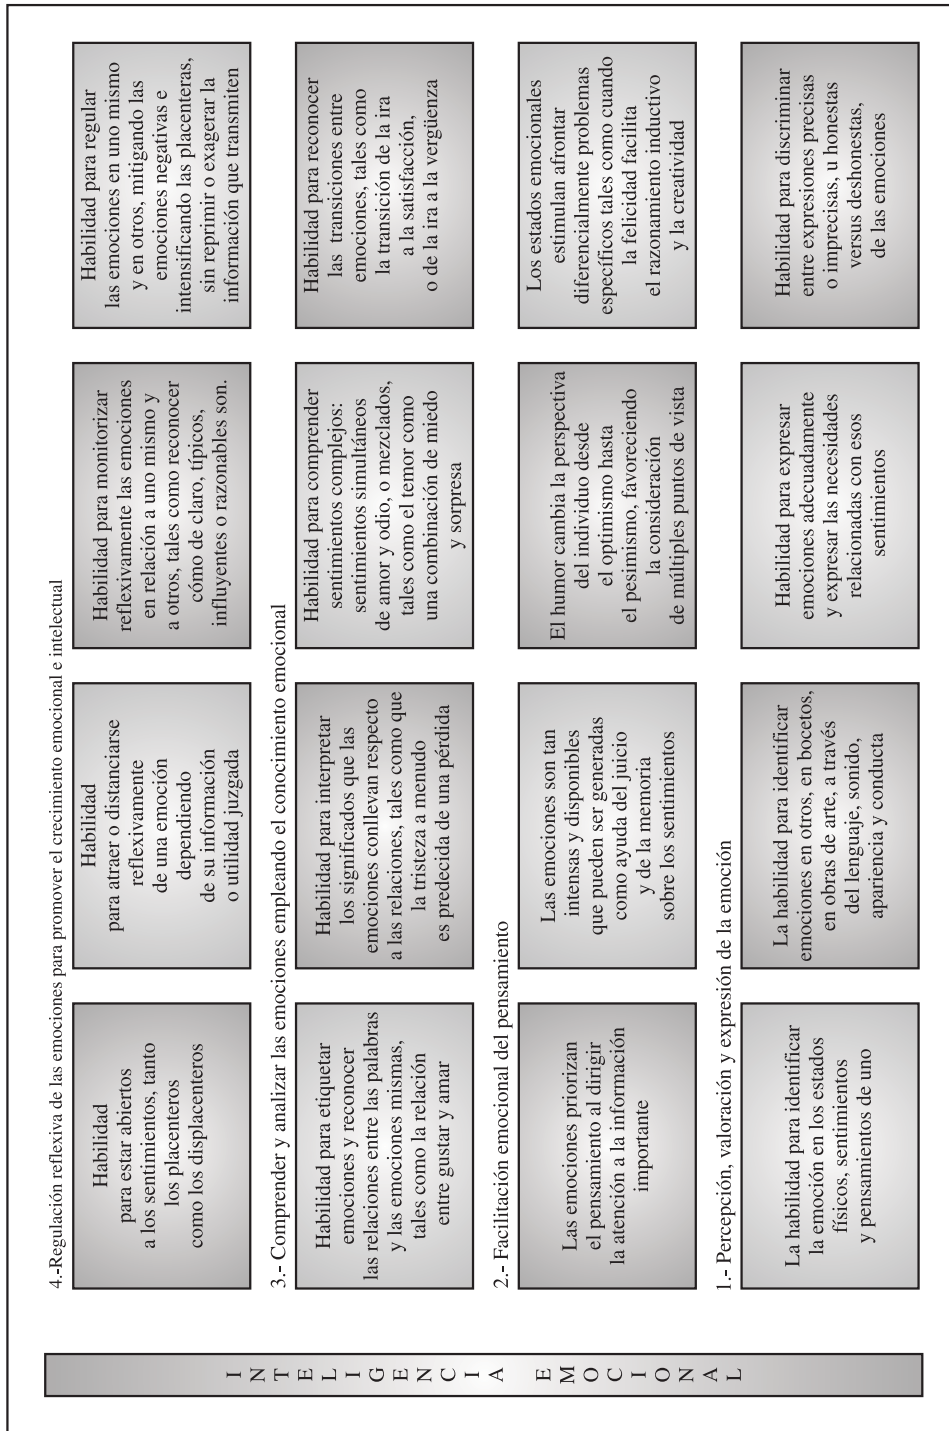 INTELIGENCIA EMOCIONAL
4.-Regulación reflexiva de las emociones para promover el crecimiento emocional e intelectual
Habilidad
para estar abiertos
a los sentimientos, tanto
los placenteros
como los displacenteros
Habilidad
para atraer o distanciarse
reflexivamente
de una emoción
dependiendo
de su información
o utilidad juzgada
Habilidad para monitorizar
reflexivamente las emociones
en relación a uno mismo y
a otros, tales como reconocer
cómo de claro, típicos,
influyentes o razonables son.
Habilidad para regular
las emociones en uno mismo
y en otros, mitigando las
emociones negativas e
intensificando las placenteras,
sin reprimir o exagerar la
información que transmiten
3.- Comprender y analizar las emociones empleando el conocimiento emocional
Habilidad para etiquetar
emociones y reconocer
las relaciones entre las palabras
y las emociones mismas,
tales como la relación
entre gustar y amar
Habilidad para interpretar
los significados que las
emociones conllevan respecto
a las relaciones, tales como que
la tristeza a menudo
es predecida de una pérdida
Habilidad para comprender
sentimientos complejos:
sentimientos simultáneos
de amor y odio, o mezclados,
tales como el temor como
una combinación de miedo
y sorpresa
Habilidad para reconocer
las transiciones entre
emociones, tales como
la transición de la ira
a la satisfacción,
o de la ira a la vergüenza
2.- Facilitación emocional del pensamiento
Las emociones priorizan
el pensamiento al dirigir
la atención a la información
importante
Las emociones son tan
intensas y disponibles
que pueden ser generadas
como ayuda del juicio
y de la memoria
sobre los sentimientos
El humor cambia la perspectiva
del individuo desde
el optimismo hasta
el pesimismo, favoreciendo
la consideración
de múltiples puntos de vista
Los estados emocionales
estimulan afrontar
diferencialmente problemas
específicos tales como cuando
la felicidad facilita
el razonamiento inductivo
y la creatividad
1.- Percepción, valoración y expresión de la emoción
La habilidad para identificar
la emoción en los estados
físicos, sentimientos
y pensamientos de uno
La habilidad para identificar
emociones en otros, en bocetos,
en obras de arte, a través
del lenguaje, sonido,
apariencia y conducta
Habilidad para expresar
emociones adecuadamente
y expresar las necesidades
relacionadas con esos
sentimientos
Habilidad para discriminar
entre expresiones precisas
o imprecisas, u honestas
versus deshonestas,
de las emociones